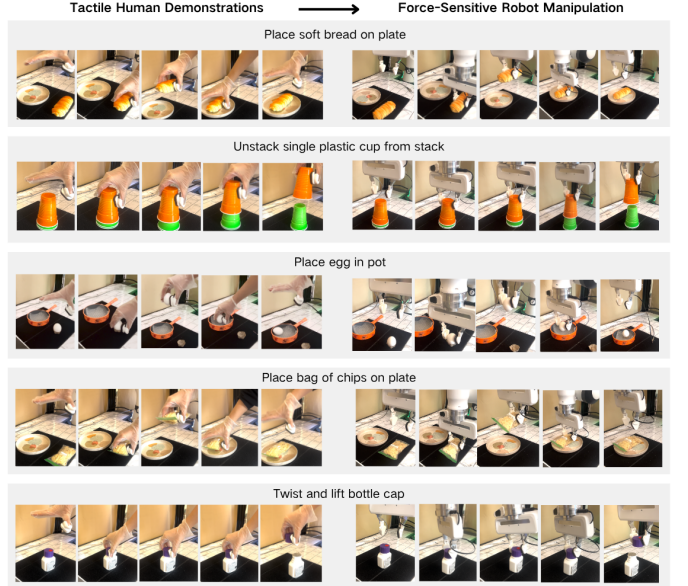 Tactile Human Demonstrations
Force-Sensitive Robot Manipulation
Place soft bread on plate
Unstack single plastic cup from stack
Place egg in pot
Place bag of chips on plate
Twist and lift bottle cap